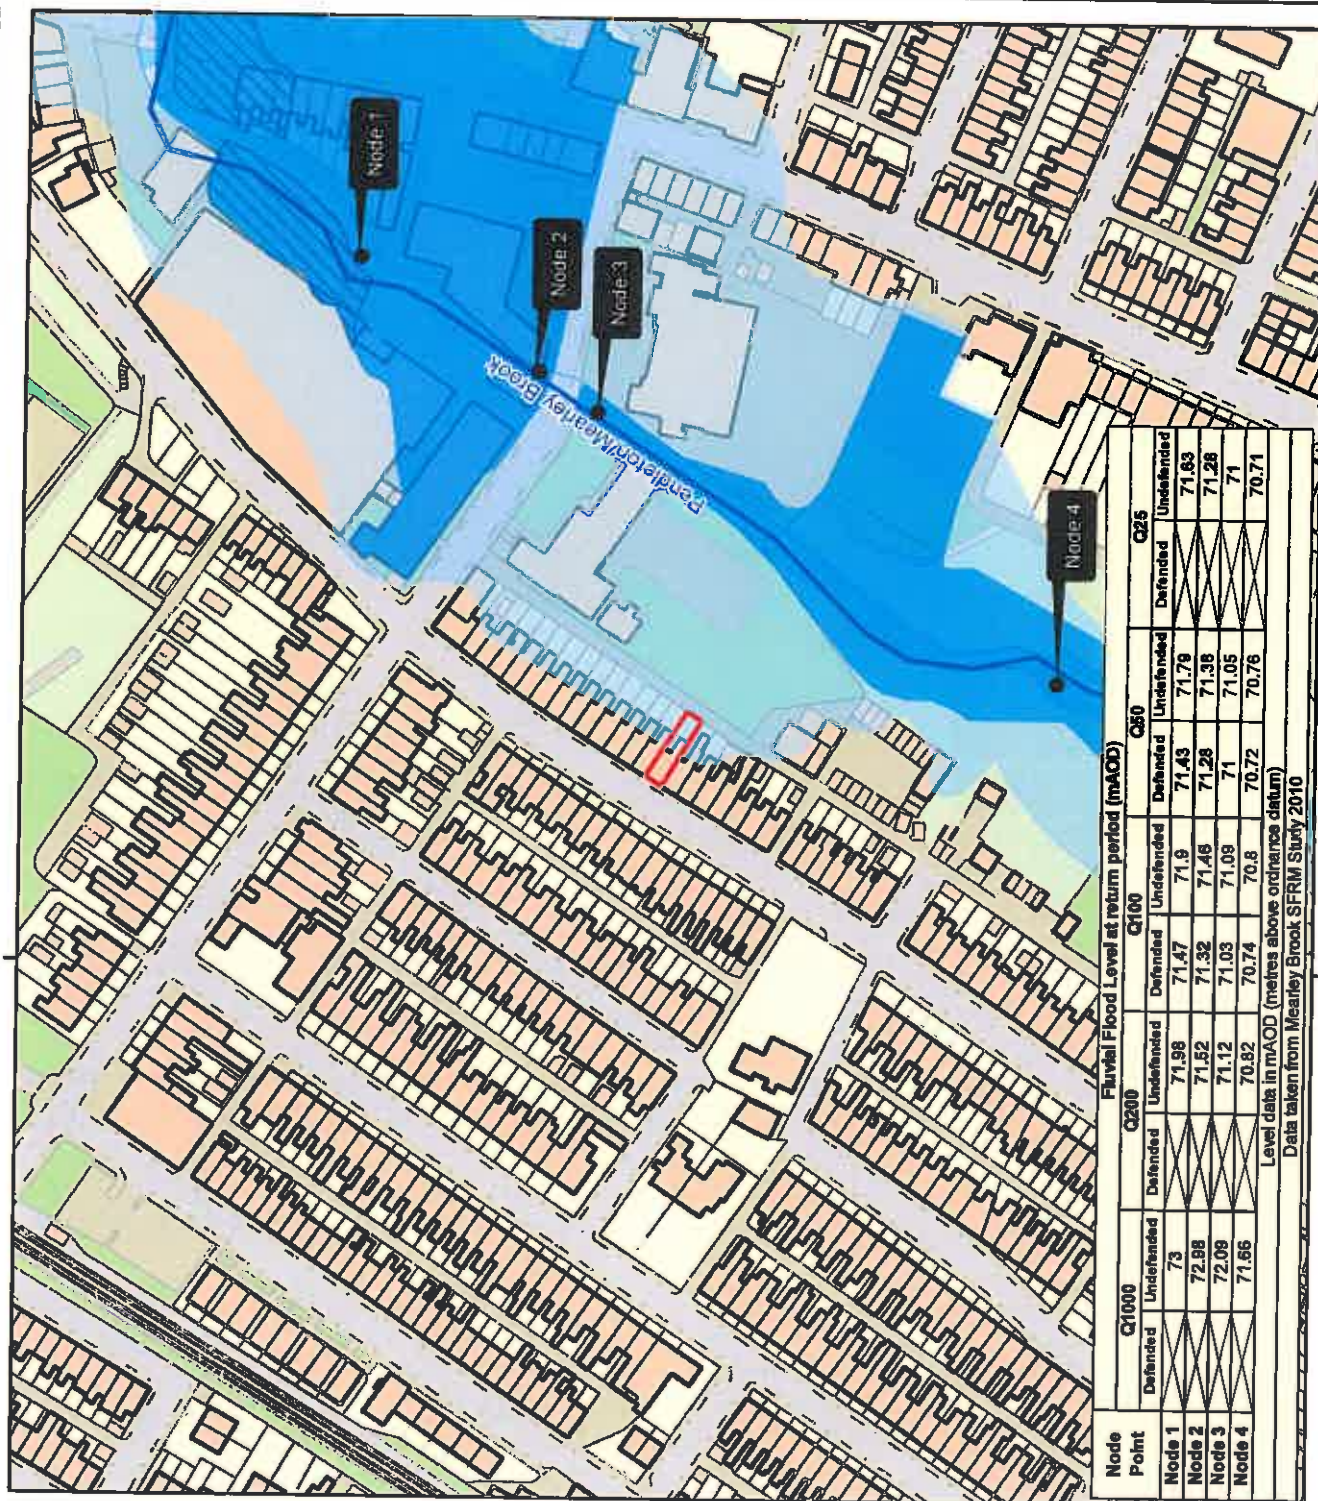 Node 1
Node 2
Node 3
Pendleton/Mearley Brook
Node 4
Fluvial Flood Level at return period (mAOD)
Node Point Q1000 Q200 Q100 Q50 Q25
Defended Undefended Defended Undefended Defended Undefended Defended Undefended Defended Undefended
Node 1 73 71.98 71.47 71.9 71.43 71.79 71.63
Node 2 72.98 71.52 71.32 71.46 71.28 71.38 71.28
Node 3 72.09 71.12 71.03 71.09 71 71.05 71
Node 4 71.66 70.82 70.74 70.8 70.72 70.76 70.71
Level data in mAOD (metres above ordnance datum)
Data taken from Mearley Brook SFRM Study 2010